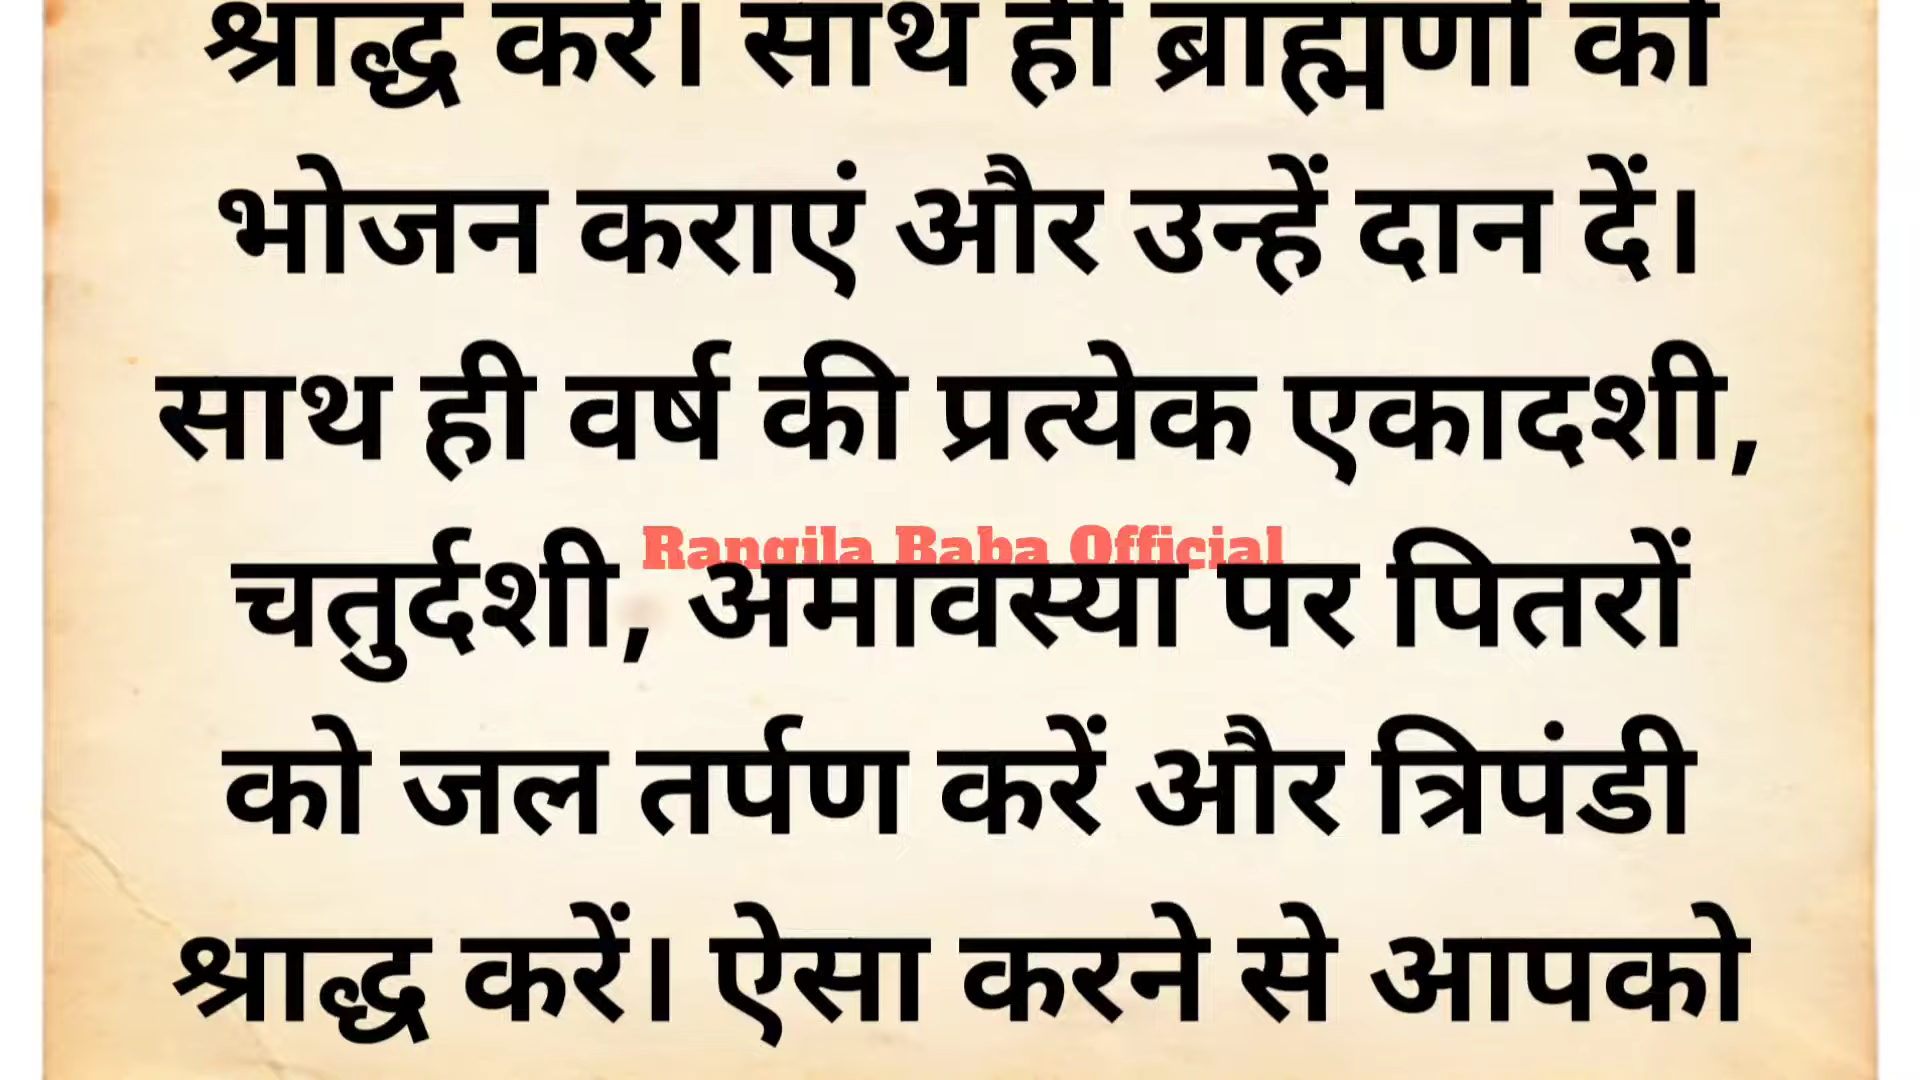 श्राद्ध करें। साथ ही ब्राह्मणों को
भोजन कराएं और उन्हें दान दें।
साथ ही वर्ष की प्रत्येक एकादशी,
Rangila Baba Official
चतुर्दशी, अमावस्या पर पितरों
को जल तर्पण करें और त्रिपंडी
श्राद्ध करें। ऐसा करने से आपको